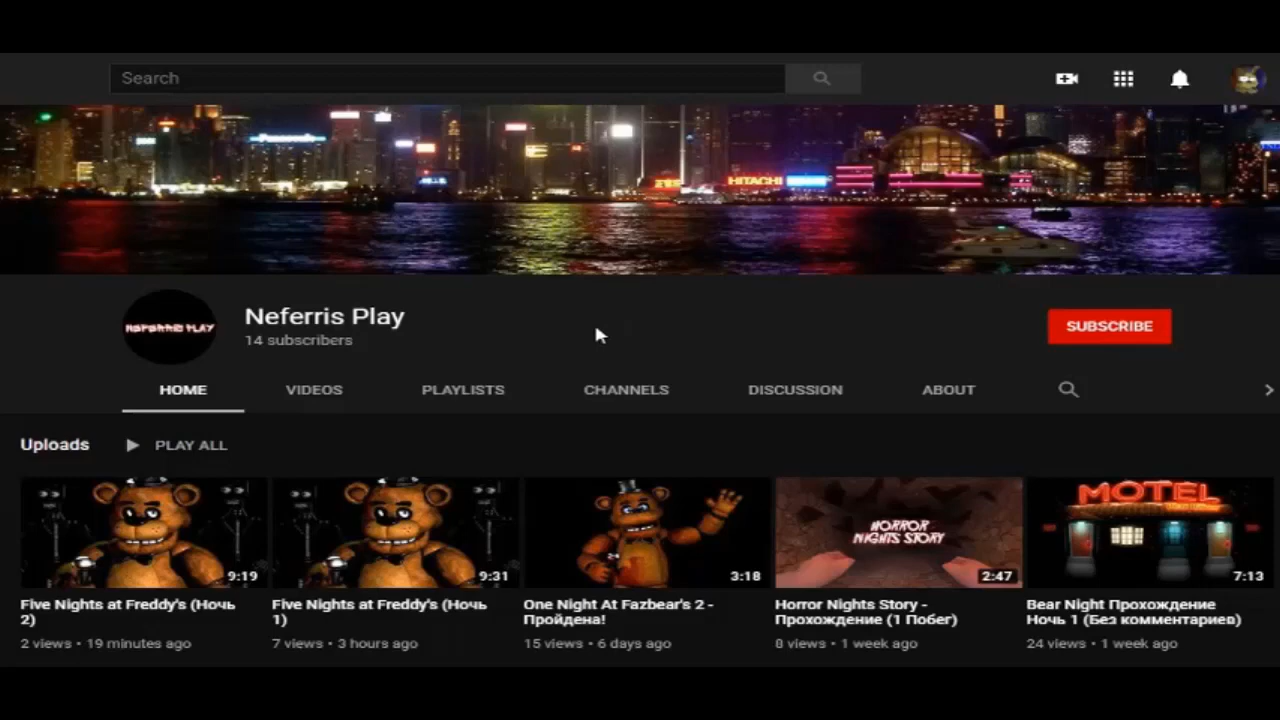 Search
Panasonic
HITACHI
NEFERRIS PLAY
Neferris Play
14 subscribers
SUBSCRIBE
HOME VIDEOS PLAYLISTS CHANNELS DISCUSSION ABOUT
Uploads PLAY ALL
9:19 9:31 3:18 2:47 7:13
HORROR
NIGHTS STORY
MOTEL
Five Nights at Freddy's (Ночь
2)
2 views • 19 minutes ago
Five Nights at Freddy's (Ночь
1)
7 views • 3 hours ago
One Night At Fazbear's 2 -
Пройдена!
15 views • 6 days ago
Horror Nights Story -
Прохождение (1 Побег)
8 views • 1 week ago
Bear Night Прохождение
Ночь 1 (Без комментариев)
24 views • 1 week ago